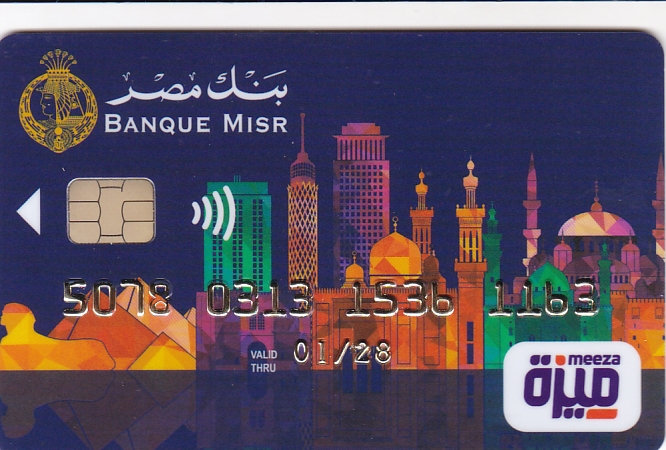 بنك مصر
BANQUE MISR
5078 0313 1536 1163
VALID THRU 01/28
meeza
ميزة